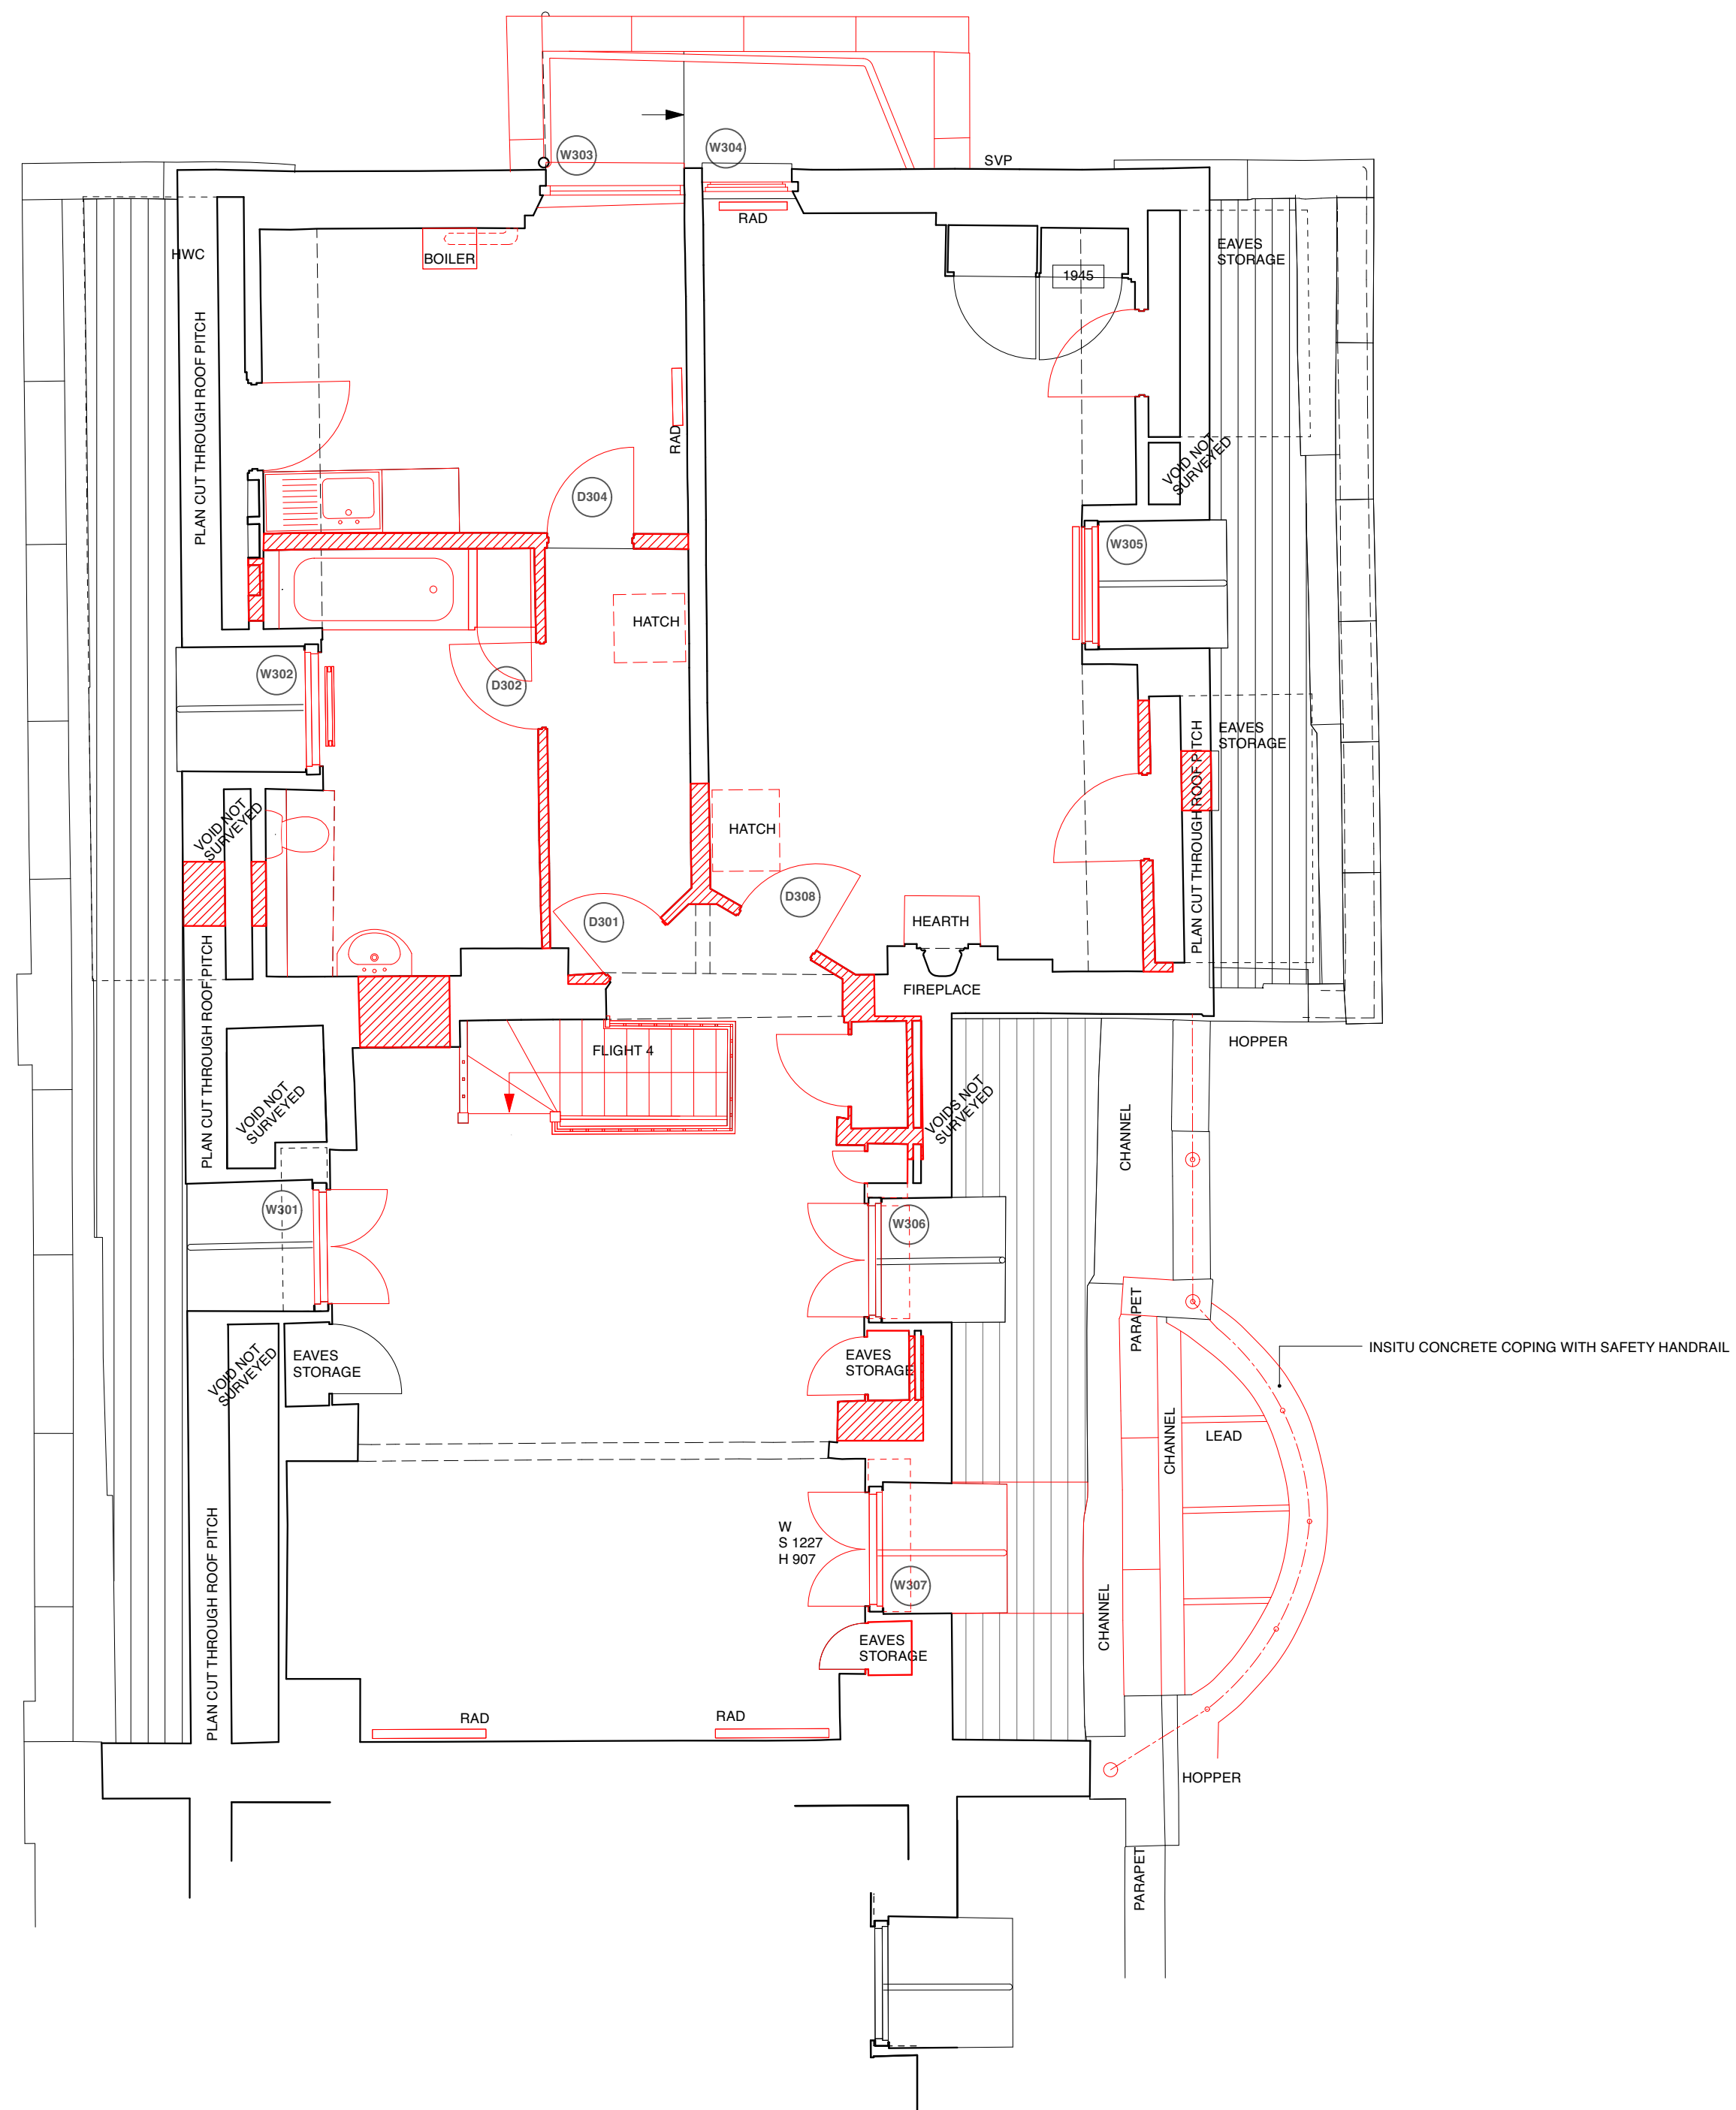 W303
W304
SVP
RAD
HWC
BOILER
EAVES
STORAGE
1945
PLAN CUT THROUGH ROOF PITCH
RAD
VOID NOT
SURVEYED
D304
W305
HATCH
W302
D302
EAVES
STORAGE
PLAN CUT THROUGH ROOF PITCH
VOID NOT
SURVEYED
HATCH
D308
D301
HEARTH
FIREPLACE
PLAN CUT THROUGH ROOF PITCH
FLIGHT 4
HOPPER
VOID NOT
SURVEYED
VOIDS NOT
SURVEYED
CHANNEL
W301
W306
PARAPET
INSITU CONCRETE COPING WITH SAFETY HANDRAIL
VOID NOT
SURVEYED
EAVES
STORAGE
EAVES
STORAGE
CHANNEL
LEAD
PLAN CUT THROUGH ROOF PITCH
W
S 1227
H 907
W307
CHANNEL
EAVES
STORAGE
RAD
RAD
HOPPER
PARAPET